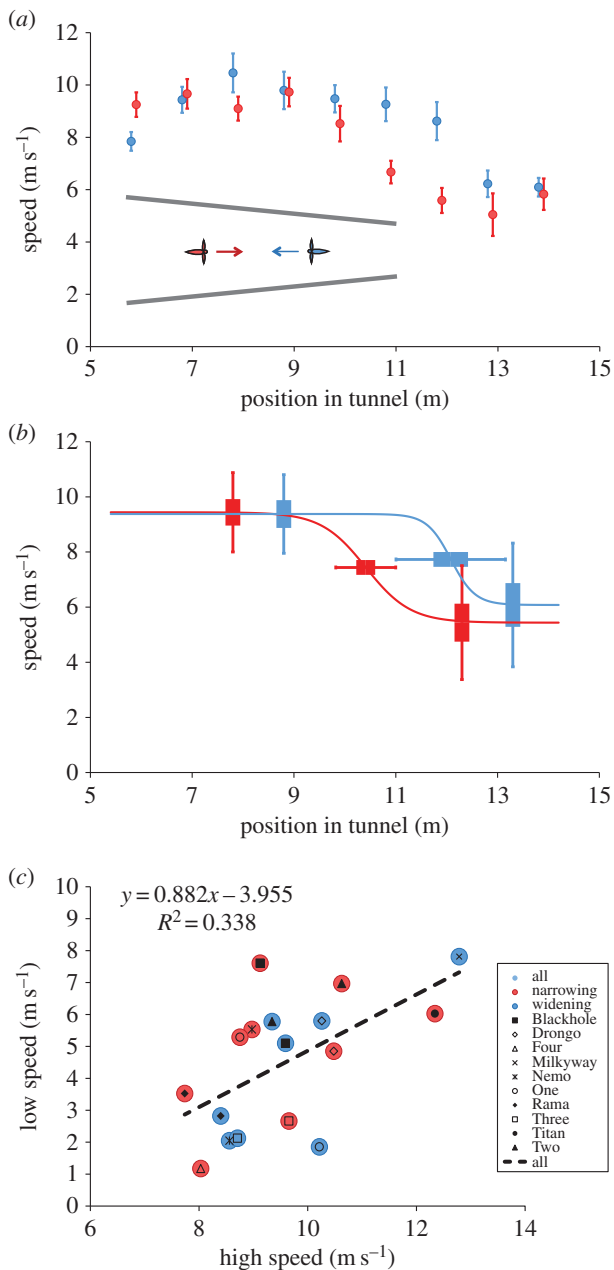 (a)
12
10
8
6
4
2
0
speed (m s⁻¹)
5 7 9 11 13 15
position in tunnel (m)
(b)
12
10
8
6
4
2
0
speed (m s⁻¹)
5 7 9 11 13 15
position in tunnel (m)
(c)
10
9
8
7
6
5
4
3
2
1
0
low speed (m s⁻¹)
y = 0.882x – 3.955
R² = 0.338
all
narrowing
widening
Blackhole
Drongo
Four
Milkyway
Nemo
One
Rama
Three
Titan
Two
all
6 8 10 12 14
high speed (m s⁻¹)